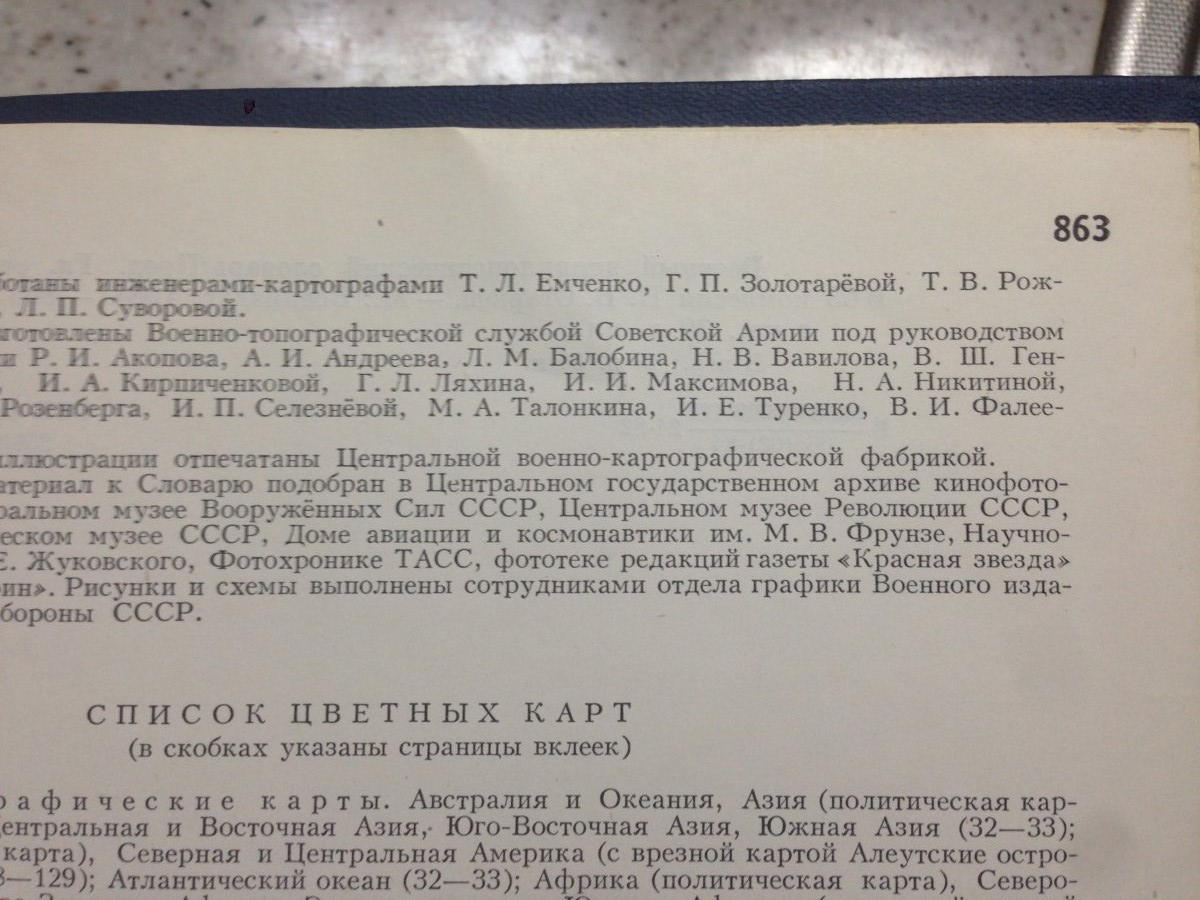 863
ботаны инженерами-картографами Т. Л. Емченко, Г. П. Золотарёвой, Т. В. Рож-
, Л. П. Суворовой.
зготовлены Военно-топографической службой Советской Армии под руководством
и Р. И. Акопова, А. И. Андреева, Л. М. Балобина, Н. В. Вавилова, В. Ш. Ген-
, И. А. Кирпиченковой, Г. Л. Ляхина, И. И. Максимова, Н. А. Никитиной,
Розенберга, И. П. Селезнёвой, М. А. Талонкина, И. Е. Туренко, В. И. Фалее-
иллюстрации отпечатаны Центральной военно-картографической фабрикой.
атериал к Словарю подобран в Центральном государственном архиве кинофото-
ральном музее Вооружённых Сил СССР, Центральном музее Революции СССР,
еском музее СССР, Доме авиации и космонавтики им. М. В. Фрунзе, Научно-
Е. Жуковского, Фотохронике ТАСС, фототеке редакций газеты «Красная звезда»
ин». Рисунки и схемы выполнены сотрудниками отдела графики Военного изда-
бороны СССР.
СПИСОК ЦВЕТНЫХ КАРТ
(в скобках указаны страницы вклеек)
рафические карты. Австралия и Океания, Азия (политическая кар-
Центральная и Восточная Азия, Юго-Восточная Азия, Южная Азия (32—33);
карта), Северная и Центральная Америка (с врезной картой Алеутские остро-
8—129); Атлантический океан (32—33); Африка (политическая карта), Северо-